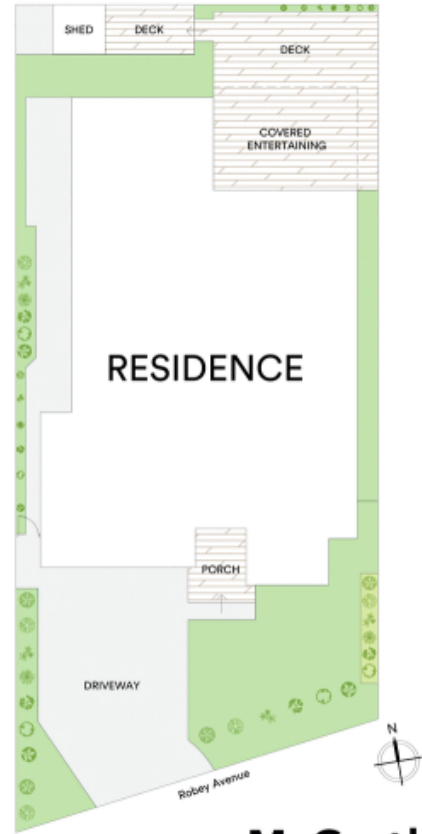 SHED
DECK
DECK
COVERED
ENTERTAINING
RESIDENCE
PORCH
DRIVEWAY
N
Robey Avenue